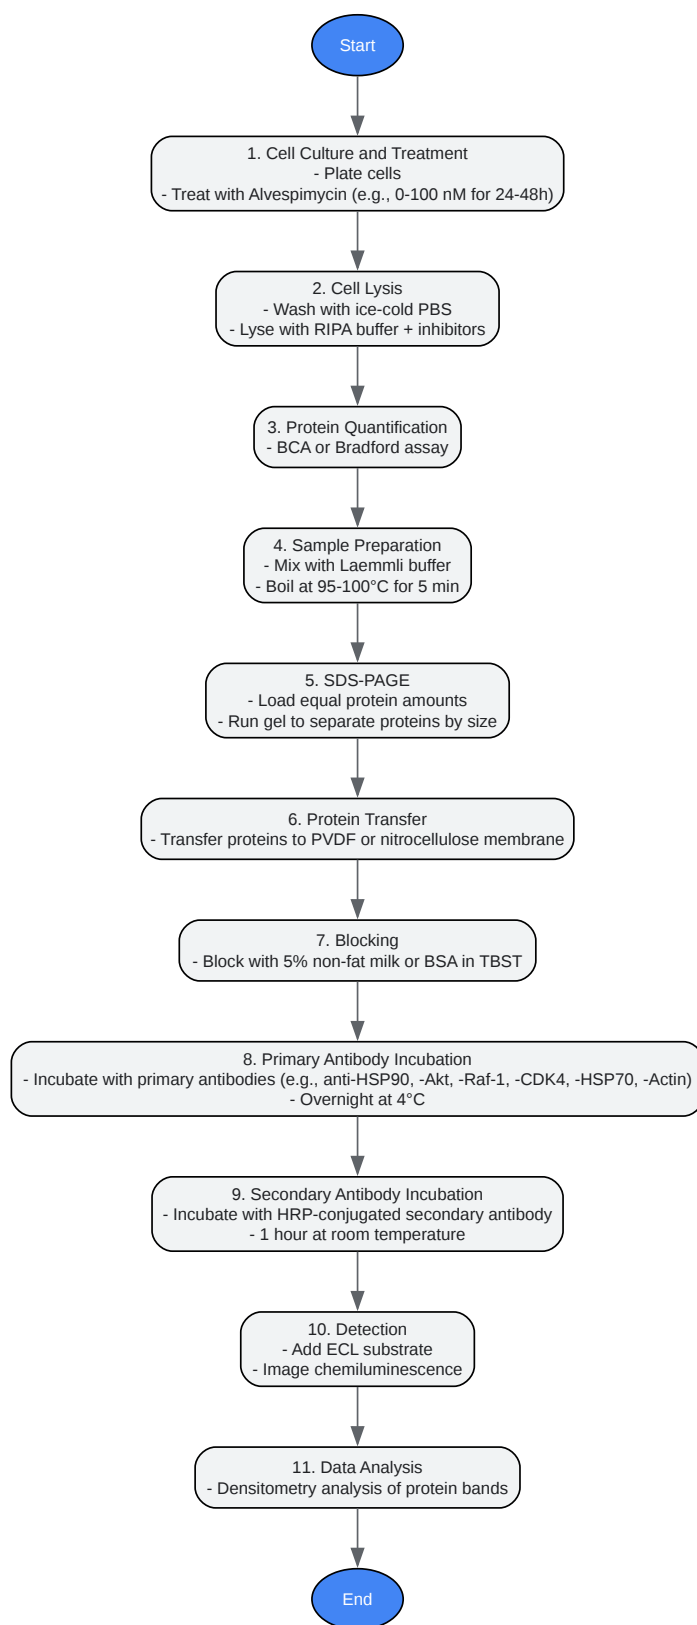 Start
1. Cell Culture and Treatment
- Plate cells
- Treat with Alvespimycin (e.g., 0-100 nM for 24-48h)
2. Cell Lysis
- Wash with ice-cold PBS
- Lyse with RIPA buffer + inhibitors
3. Protein Quantification
- BCA or Bradford assay
4. Sample Preparation
- Mix with Laemmli buffer
- Boil at 95-100°C for 5 min
5. SDS-PAGE
- Load equal protein amounts
- Run gel to separate proteins by size
6. Protein Transfer
- Transfer proteins to PVDF or nitrocellulose membrane
7. Blocking
- Block with 5% non-fat milk or BSA in TBST
8. Primary Antibody Incubation
- Incubate with primary antibodies (e.g., anti-HSP90, -Akt, -Raf-1, -CDK4, -HSP70, -Actin)
- Overnight at 4°C
9. Secondary Antibody Incubation
- Incubate with HRP-conjugated secondary antibody
- 1 hour at room temperature
10. Detection
- Add ECL substrate
- Image chemiluminescence
11. Data Analysis
- Densitometry analysis of protein bands
End